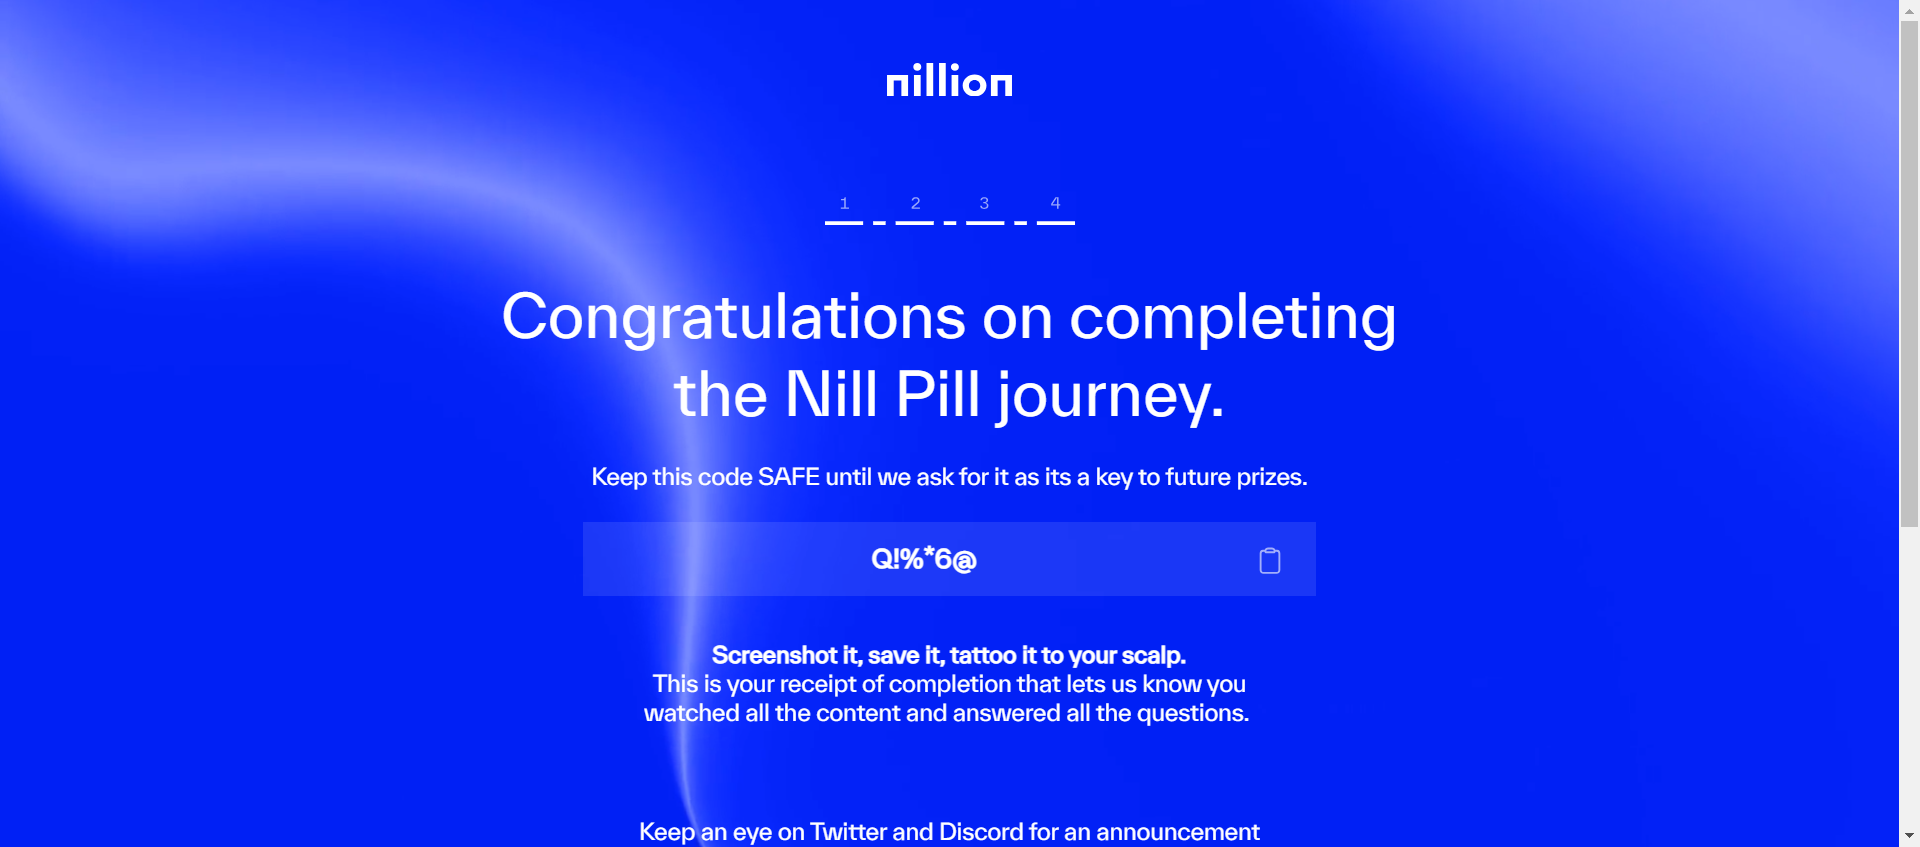 nillion
1 2 3 4
Congratulations on completing
the Nill Pill journey.
Keep this code SAFE until we ask for it as its a key to future prizes.
Q!%*6@
Screenshot it, save it, tattoo it to your scalp.
This is your receipt of completion that lets us know you
watched all the content and answered all the questions.
Keep an eye on Twitter and Discord for an announcement